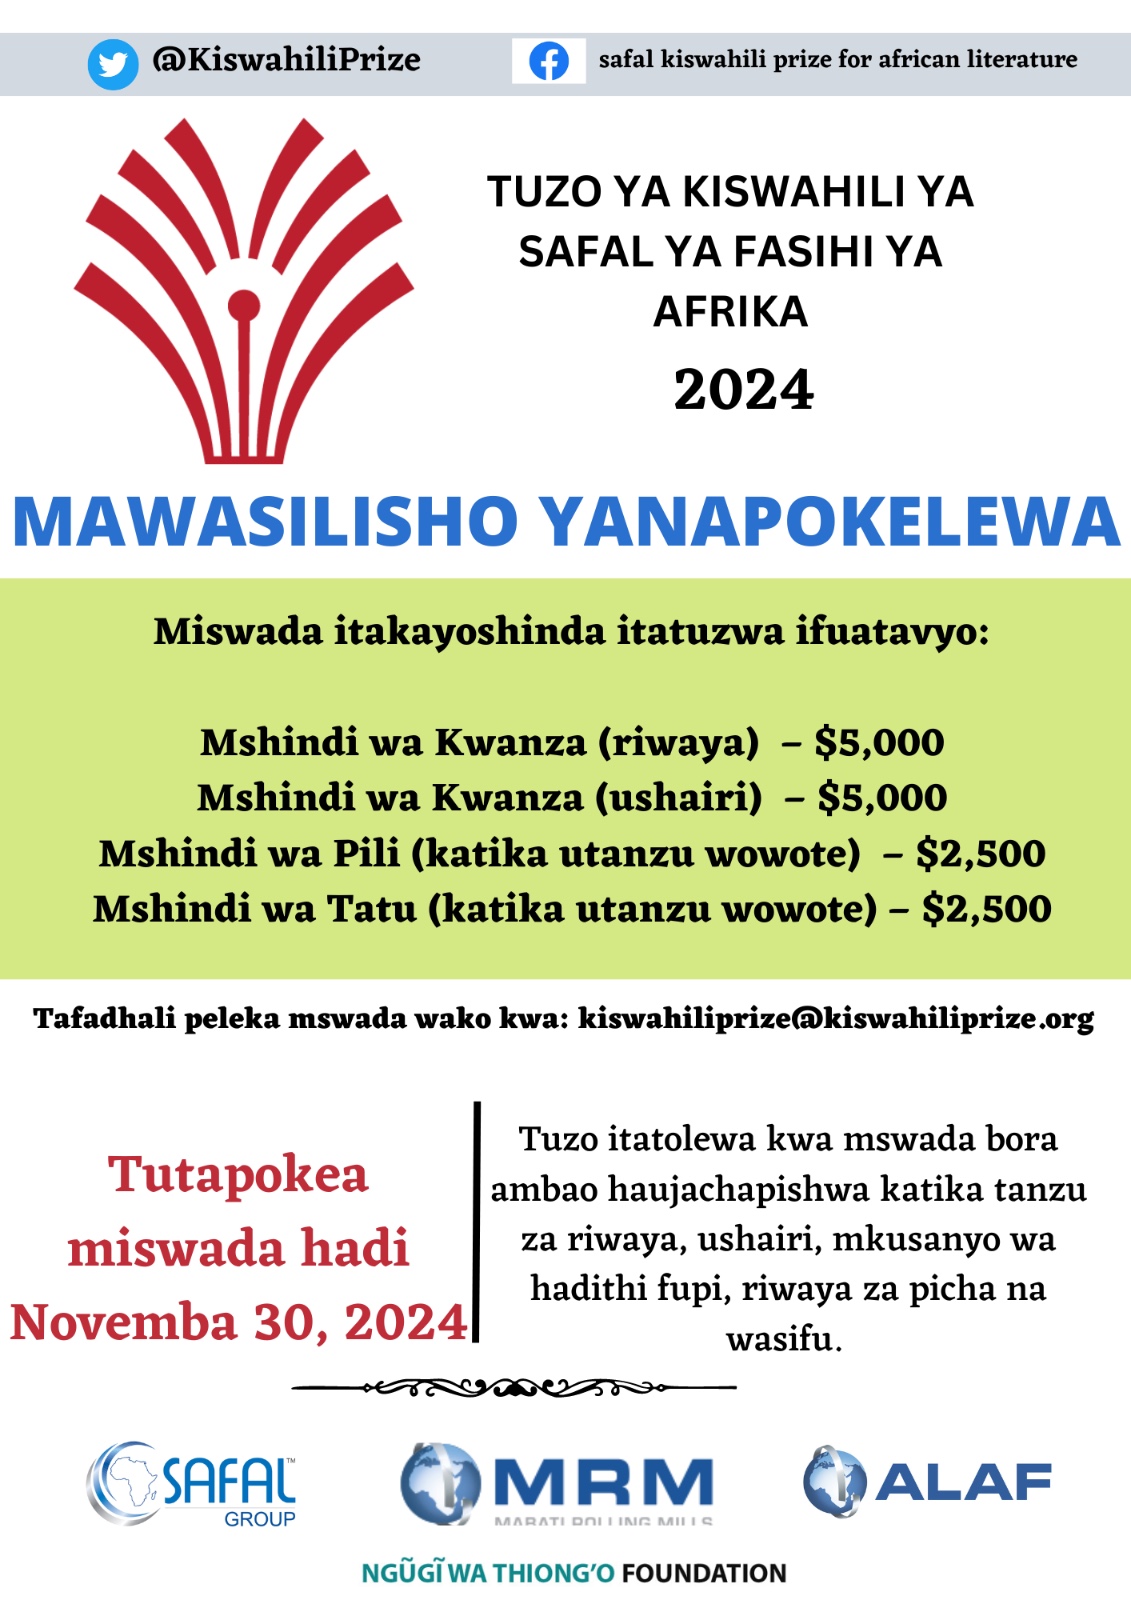 @KiswahiliPrize
safal kiswahili prize for african literature
TUZO YA KISWAHILI YA
SAFAL YA FASIHI YA
AFRIKA
2024
MAWASILISHO YANAPOKELEWA
Miswada itakayoshinda itatuzwa ifuatavyo:
Mshindi wa Kwanza (riwaya) – $5,000
Mshindi wa Kwanza (ushairi) – $5,000
Mshindi wa Pili (katika utanzu wowote) – $2,500
Mshindi wa Tatu (katika utanzu wowote) – $2,500
Tafadhali peleka mswada wako kwa: kiswahiliprize@kiswahiliprize.org
Tutapokea
miswada hadi
Novemba 30, 2024
Tuzo itatolewa kwa mswada bora
ambao haujachapishwa katika tanzu
za riwaya, ushairi, mkusanyo wa
hadithi fupi, riwaya za picha na
wasifu.
SAFAL™
GROUP
MRM
MABATI ROLLING MILLS
ALAF
NGŨGĨ WA THIONG'O FOUNDATION